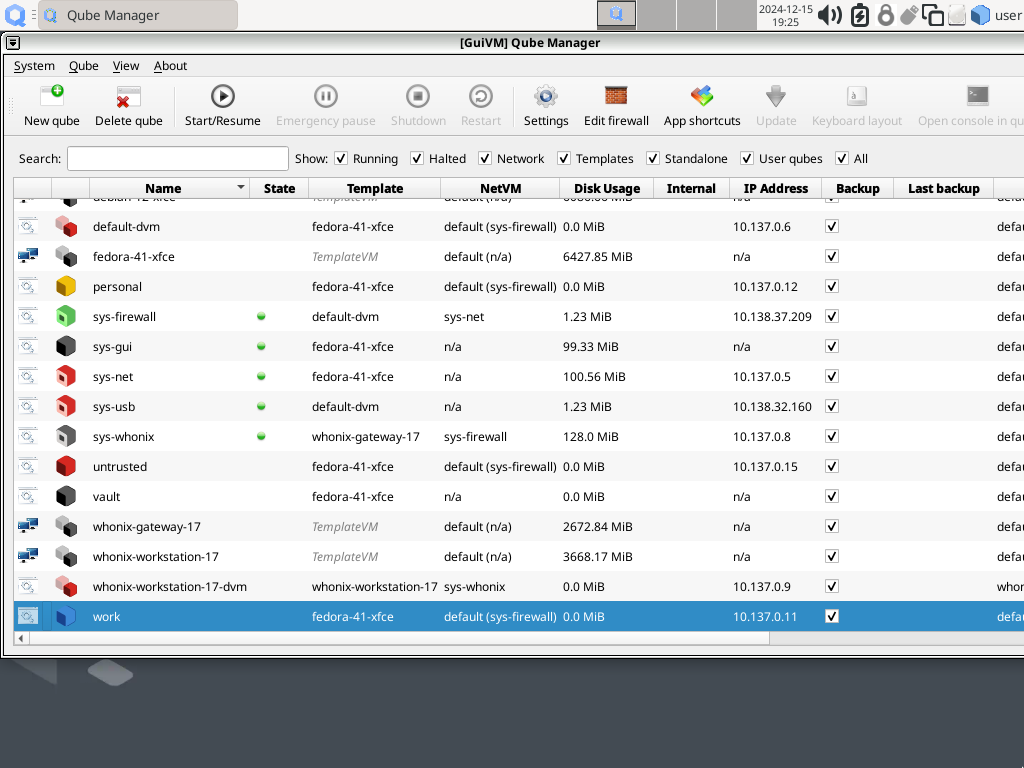 Qube Manager
2024-12-15
19:25
user
[GuiVM] Qube Manager
System Qube View About
New qube Delete qube Start/Resume Emergency pause Shutdown Restart Settings Edit firewall App shortcuts Update Keyboard layout Open console in qu
Search: Show: Running Halted Network Templates Standalone User qubes All
Name State Template NetVM Disk Usage Internal IP Address Backup Last backup
default-dvm fedora-41-xfce default (sys-firewall) 0.0 MiB 10.137.0.6 defa
fedora-41-xfce TemplateVM default (n/a) 6427.85 MiB n/a defa
personal fedora-41-xfce default (sys-firewall) 0.0 MiB 10.137.0.12 defa
sys-firewall default-dvm sys-net 1.23 MiB 10.138.37.209 defa
sys-gui fedora-41-xfce n/a 99.33 MiB n/a defa
sys-net fedora-41-xfce n/a 100.56 MiB 10.137.0.5 defa
sys-usb default-dvm n/a 1.23 MiB 10.138.32.160 defa
sys-whonix whonix-gateway-17 sys-firewall 128.0 MiB 10.137.0.8 defa
untrusted fedora-41-xfce default (sys-firewall) 0.0 MiB 10.137.0.15 defa
vault fedora-41-xfce n/a 0.0 MiB n/a defa
whonix-gateway-17 TemplateVM default (n/a) 2672.84 MiB n/a defa
whonix-workstation-17 TemplateVM default (n/a) 3668.17 MiB n/a defa
whonix-workstation-17-dvm whonix-workstation-17 sys-whonix 0.0 MiB 10.137.0.9 whon
work fedora-41-xfce default (sys-firewall) 0.0 MiB 10.137.0.11 defa